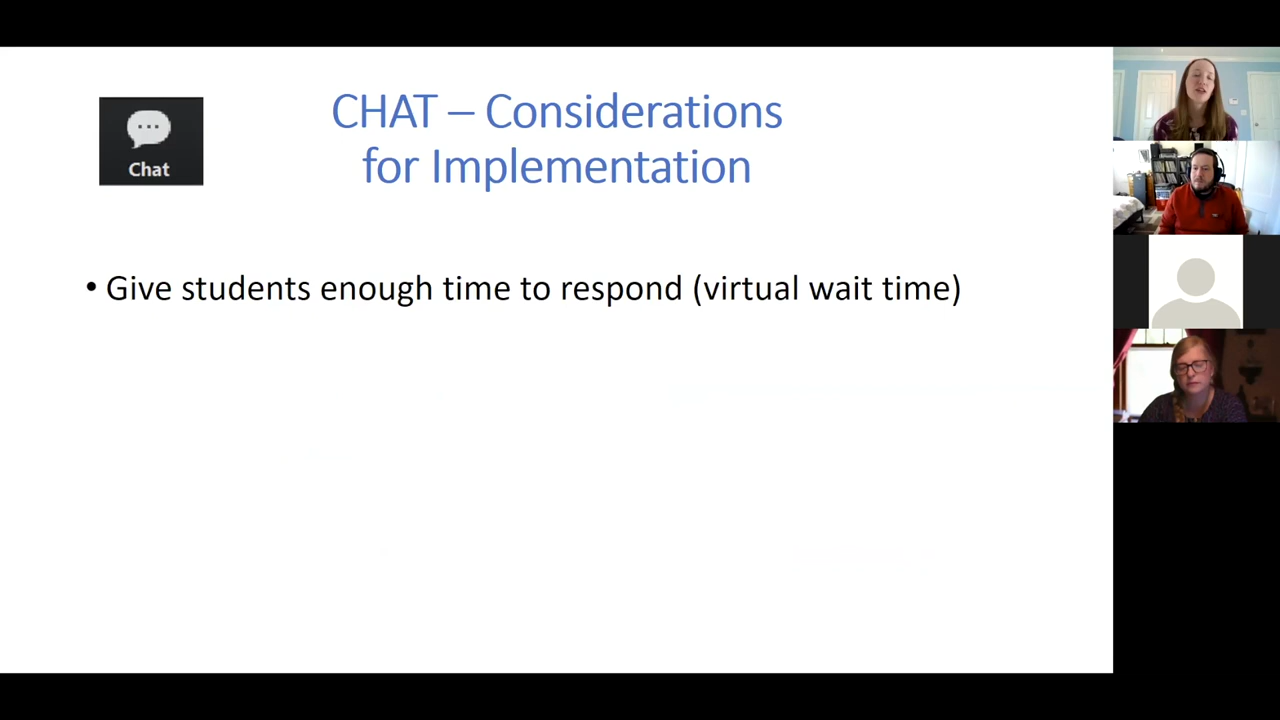 Chat
CHAT – Considerations
for Implementation
• Give students enough time to respond (virtual wait time)